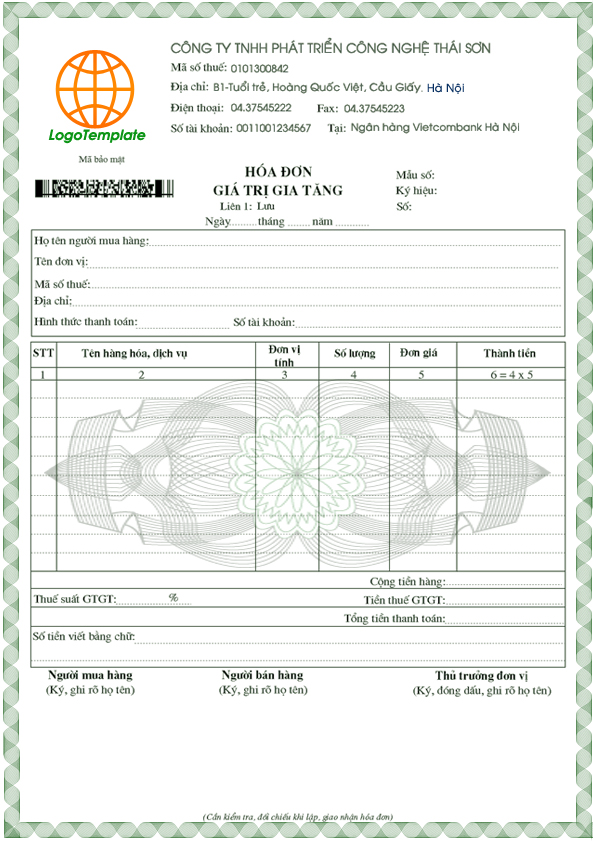 CÔNG TY TNHH PHÁT TRIỂN CÔNG NGHỆ THÁI SƠN
Mã số thuế: 0101300842
Địa chỉ: B1-Tuổi trẻ, Hoàng Quốc Việt, Cầu Giấy. Hà Nội
Điện thoại: 04.37545222 Fax: 04.37545223
Số tài khoản: 0011001234567 Tại: Ngân hàng Vietcombank Hà Nội
LogoTemplate
Mã bảo mật
HÓA ĐƠN
GIÁ TRỊ GIA TĂNG
Liên 1: Lưu
Ngày.......... tháng ........ năm ............
Mẫu số:
Ký hiệu:
Số:
Họ tên người mua hàng:
Tên đơn vị:
Mã số thuế:
Địa chỉ:
Hình thức thanh toán: Số tài khoản:
STT Tên hàng hóa, dịch vụ Đơn vị tính Số lượng Đơn giá Thành tiền
1 2 3 4 5 6 = 4 x 5
Cộng tiền hàng:
Thuế suất GTGT: % Tiền thuế GTGT:
Tổng tiền thanh toán:
Số tiền viết bằng chữ:
Người mua hàng Người bán hàng Thủ trưởng đơn vị
(Ký, ghi rõ họ tên) (Ký, ghi rõ họ tên) (Ký, đóng dấu, ghi rõ họ tên)
(Cần kiểm tra, đối chiếu khi lập, giao nhận hóa đơn)